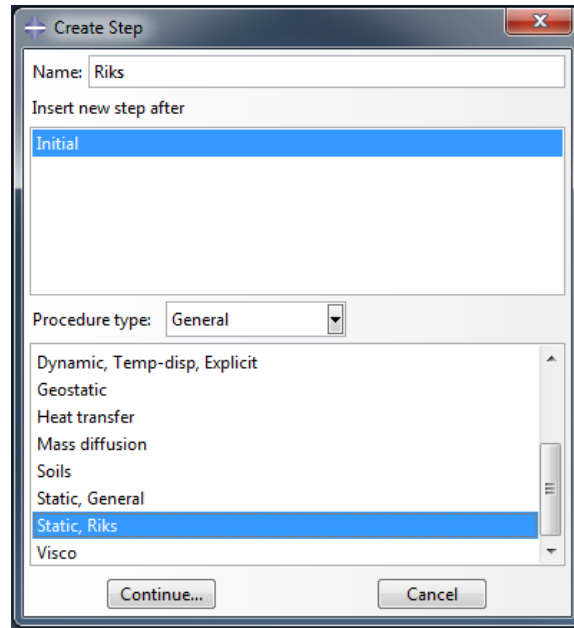 Create Step
Name: Riks
Insert new step after
Initial
Procedure type: General
Dynamic, Temp-disp, Explicit
Geostatic
Heat transfer
Mass diffusion
Soils
Static, General
Static, Riks
Visco
Continue... Cancel